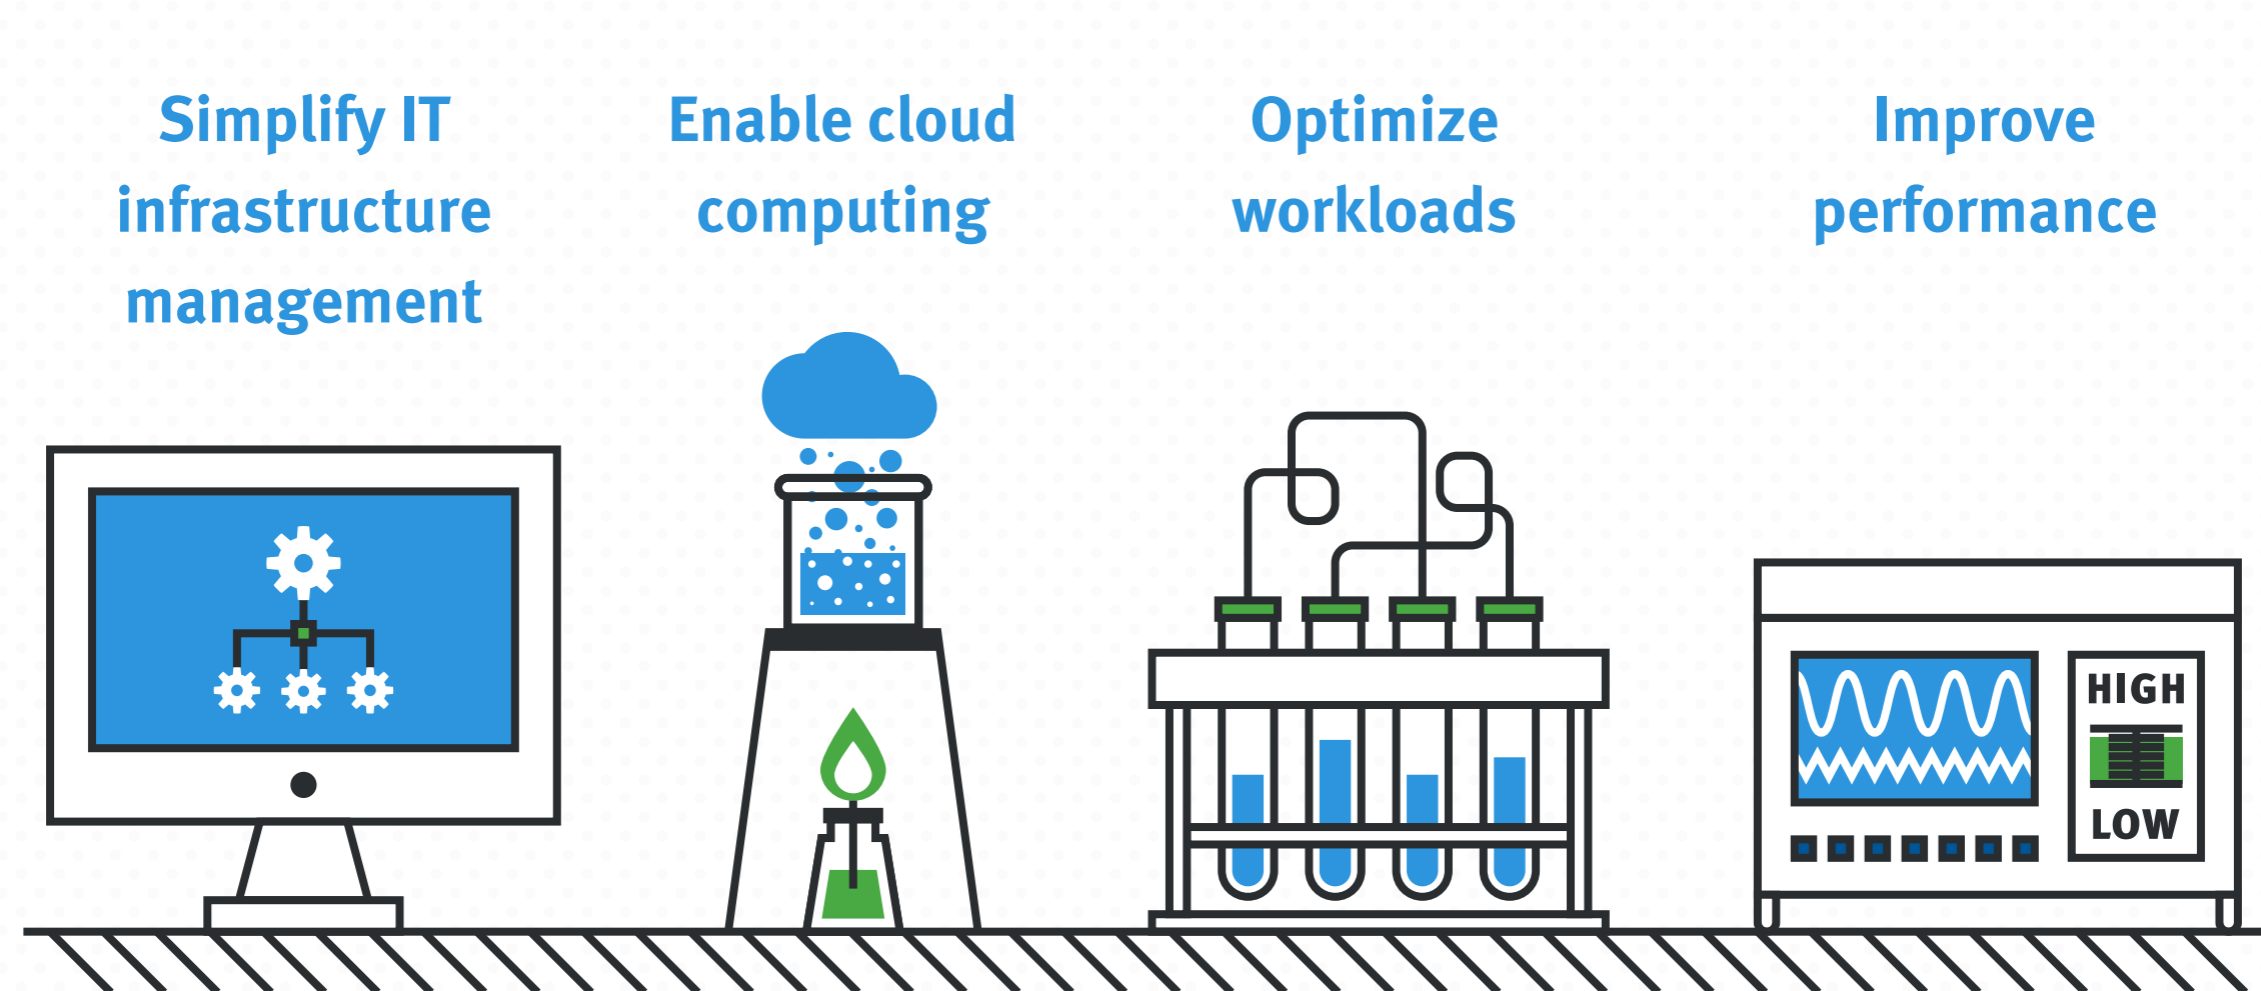 Simplify IT
infrastructure
management
Enable cloud
computing
Optimize
workloads
Improve
performance
HIGH
LOW